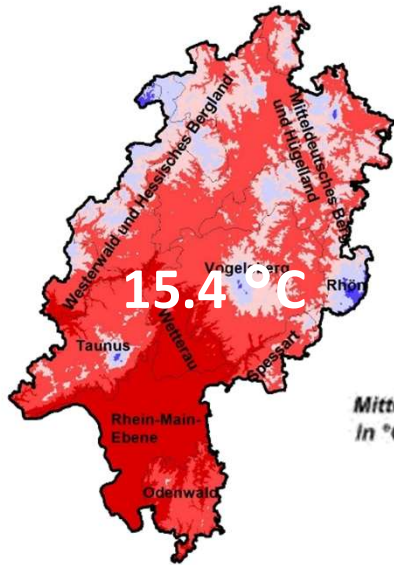 Westerwald und Hessisches Bergland
Mitteldeutsches Berg-
und Hügelland
Vogelsberg
15.4 °C
Rhön
Wetterau
Taunus
Spessart
Rhein-Main-
Ebene
Odenwald
in °C